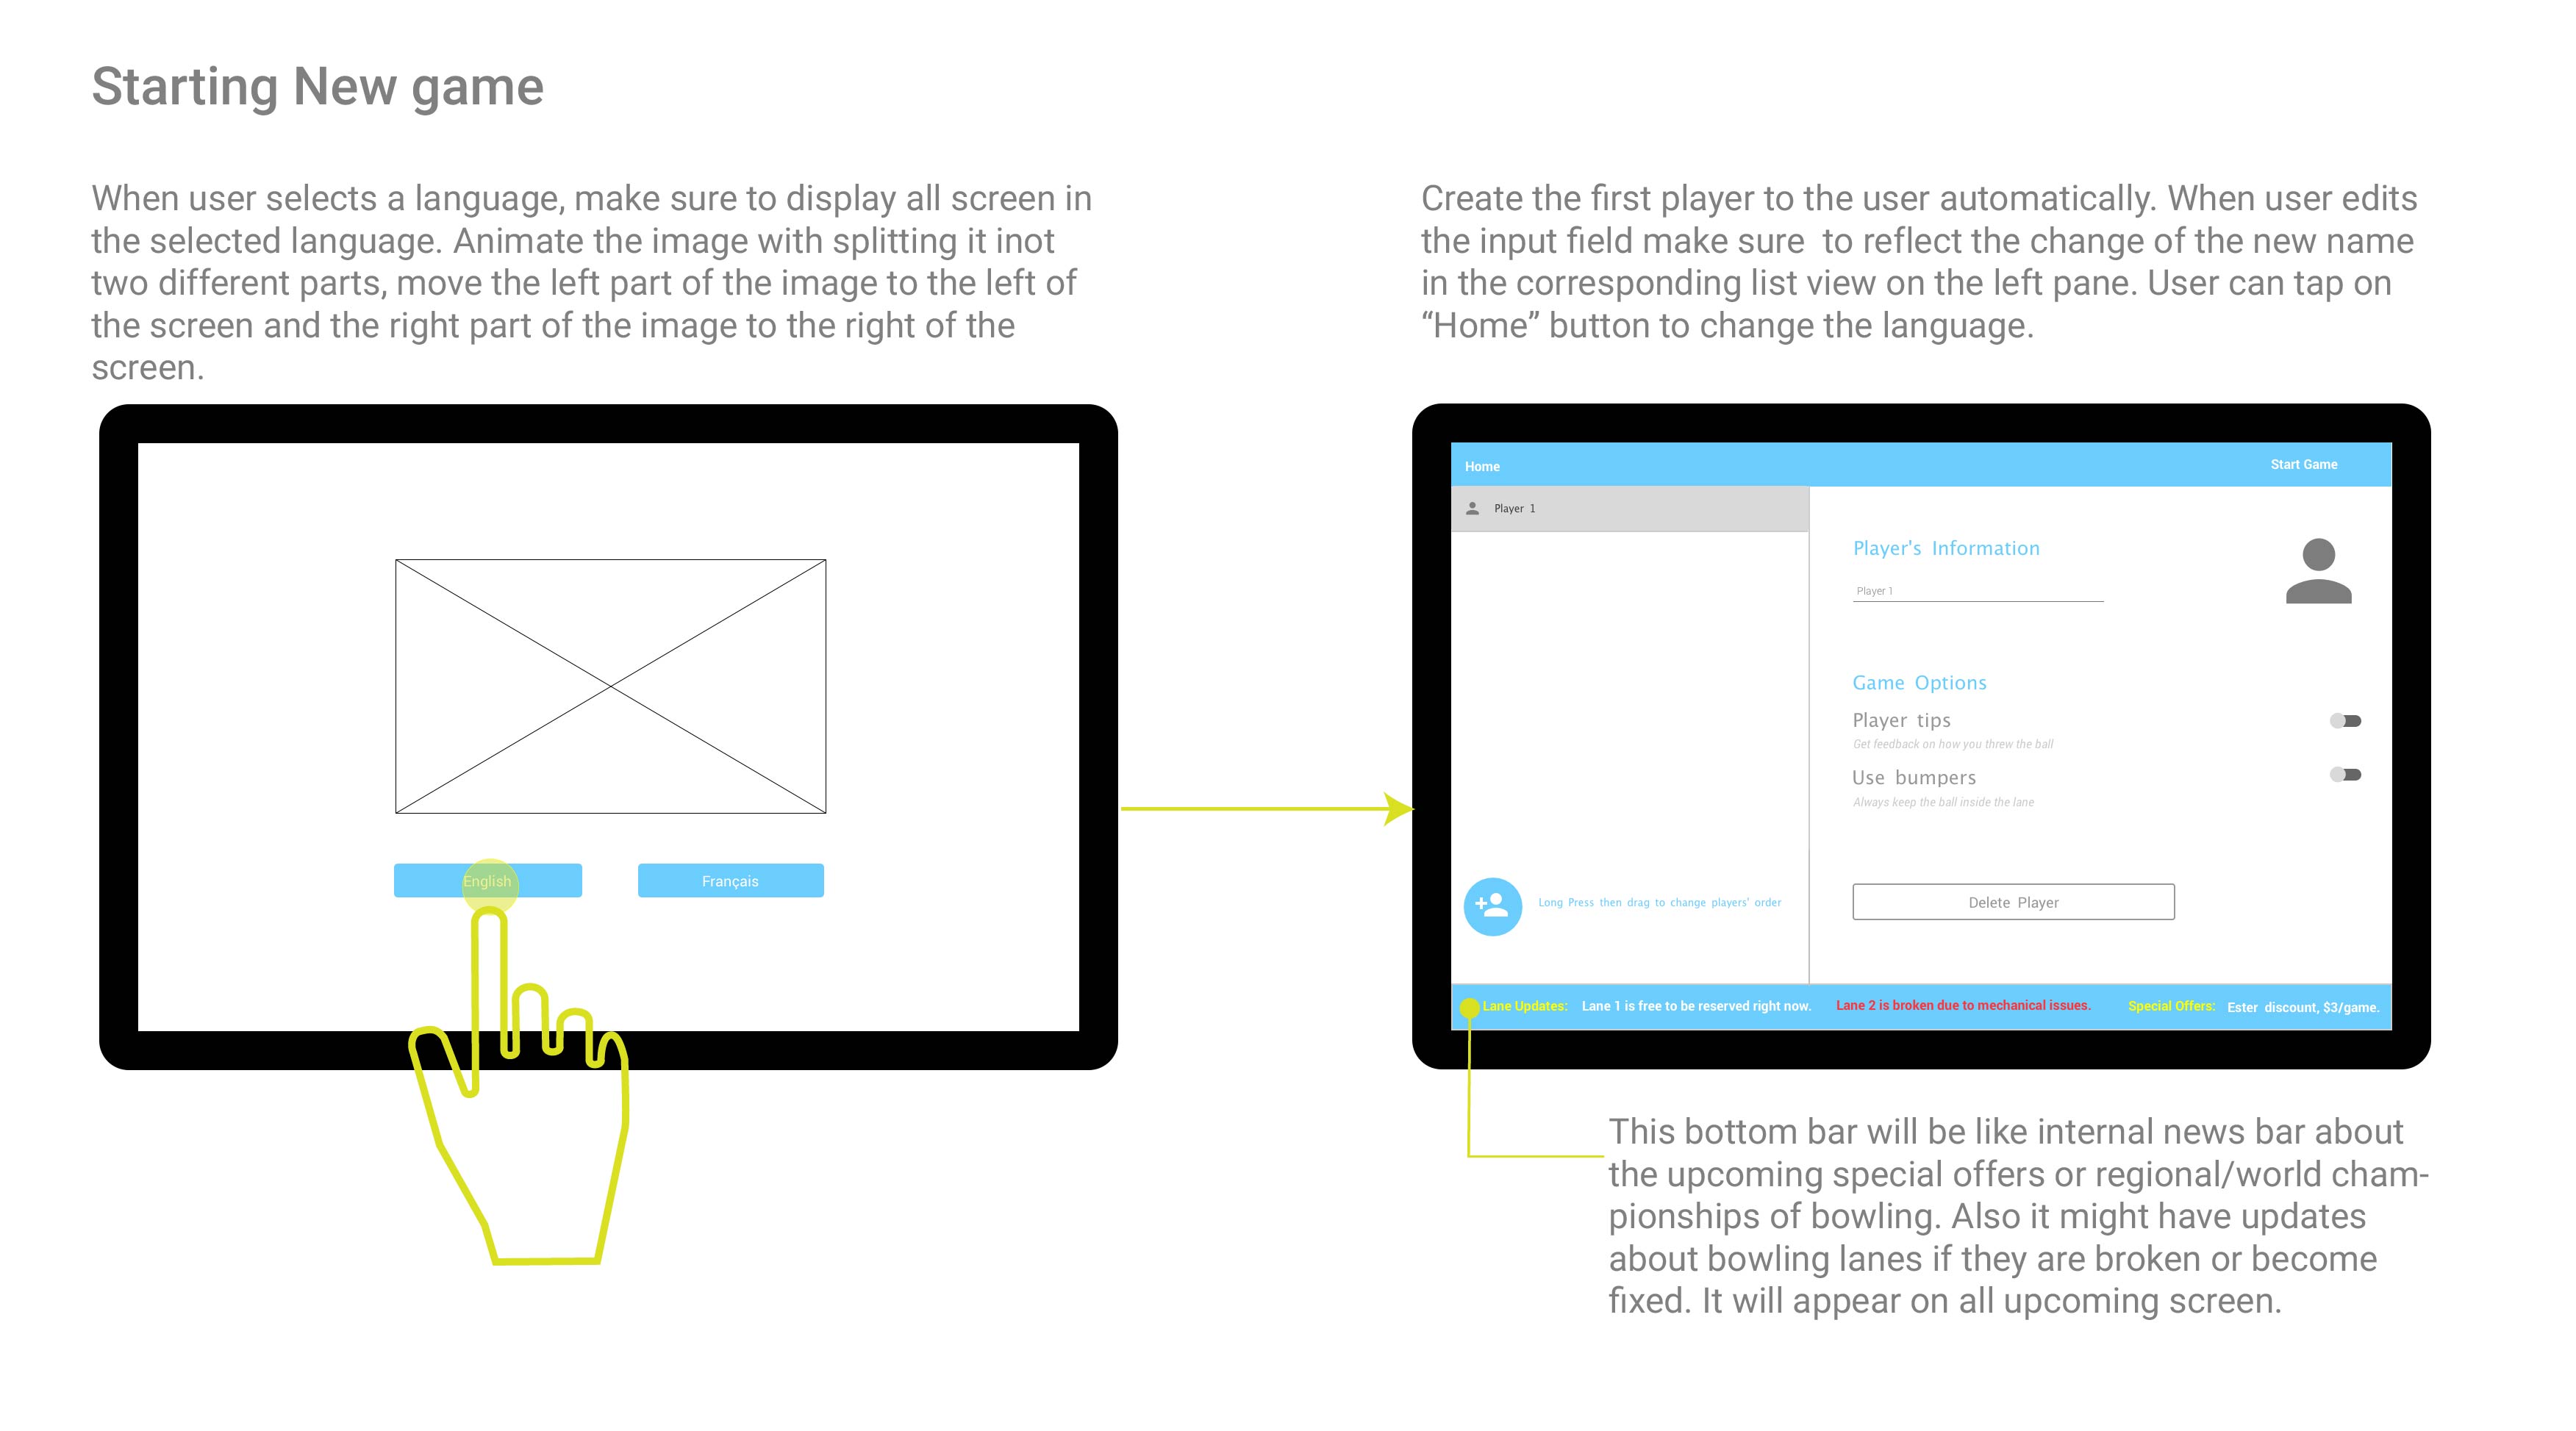 Starting New game
When user selects a language, make sure to display all screen in
the selected language. Animate the image with splitting it inot
two different parts, move the left part of the image to the left of
the screen and the right part of the image to the right of the
screen.
English
Français
Create the first player to the user automatically. When user edits
the input field make sure  to reflect the change of the new name
in the corresponding list view on the left pane. User can tap on
“Home” button to change the language.
Home
Start Game
Player 1
Player's Information
Player 1
Game Options
Player tips
Get feedback on how you threw the ball
Use bumpers
Always keep the ball inside the lane
Long Press then drag to change players' order
Delete Player
Lane Updates: Lane 1 is free to be reserved right now. Lane 2 is broken due to mechanical issues. Special Offers: Ester discount, $3/game.
This bottom bar will be like internal news bar about
the upcoming special offers or regional/world cham-
pionships of bowling. Also it might have updates
about bowling lanes if they are broken or become
fixed. It will appear on all upcoming screen.